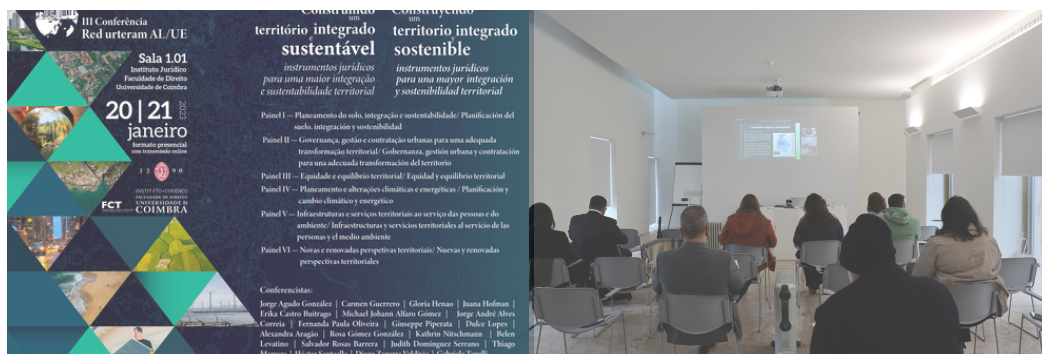 III Conferência
Red urteram AL/UE
Sala 1.01
Instituto Jurídico
Faculdade de Direito
Universidade de Coimbra
20 | 21
2023
janeiro
formato presencial
com transmissão online
12 90
INSTITUTO JURÍDICO
FACULDADE DE DIREITO
UNIVERSIDADE D
COIMBRA
FCT
Construindo
um
território integrado
e
sustentável
instrumentos jurídicos
para uma maior integração
e sustentabilidade territorial
Construyendo
um
territorio integrado
y
sostenible
instrumentos jurídicos
para una mayor integración
y sostenibilidad territorial
Painel I — Planeamento do solo, integração e sustentabilidade/ Planificación del
suelo, integración y sostenibilidad
Painel II — Governança, gestão e contratação urbanas para uma adequada
transformação territorial/ Gobernanza, gestión urbana y contratación
para una adecuada transformación del territorio
Painel III — Equidade e equilíbrio territorial/ Equidad y equilibrio territorial
Painel IV — Planeamento e alterações climáticas e energéticas/ Planificación y
cambio climático y energético
Painel V — Infraestruturas e serviços territoriais ao serviço das pessoas e do
ambiente/ Infraestructuras y servicios territoriales al servicio de las
personas y el medio ambiente
Painel VI — Novas e renovadas perspetivas territoriais/ Nuevas y renovadas
perspectivas territoriales
Conferencistas:
Jorge Agudo González | Carmen Guerrero | Gloria Henao | Juana Hofman |
Erika Castro Buitrago | Michael Johann Alfaro Gómez | Jorge André Alves
Correia | Fernanda Paula Oliveira | Giuseppe Piperata | Dulce Lopes |
Alexandra Aragão | Rosa Gómez González | Kathrin Nitschmann | Belen
Levatino | Salvador Rosas Barrera | Judith Domínguez Serrano | Thiago